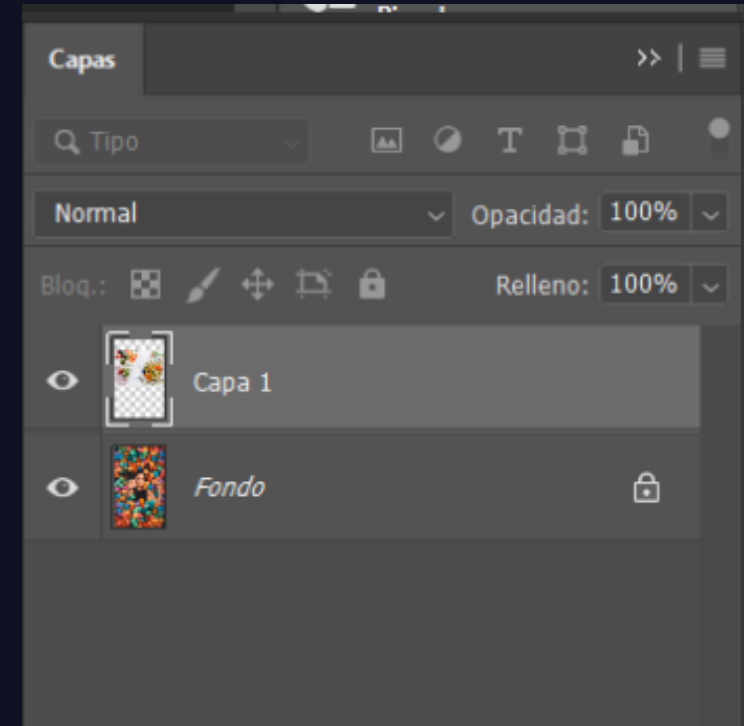 Capas
Tipo
Normal
Opacidad: 100%
Bloq.:
Relleno: 100%
Capa 1
Fondo